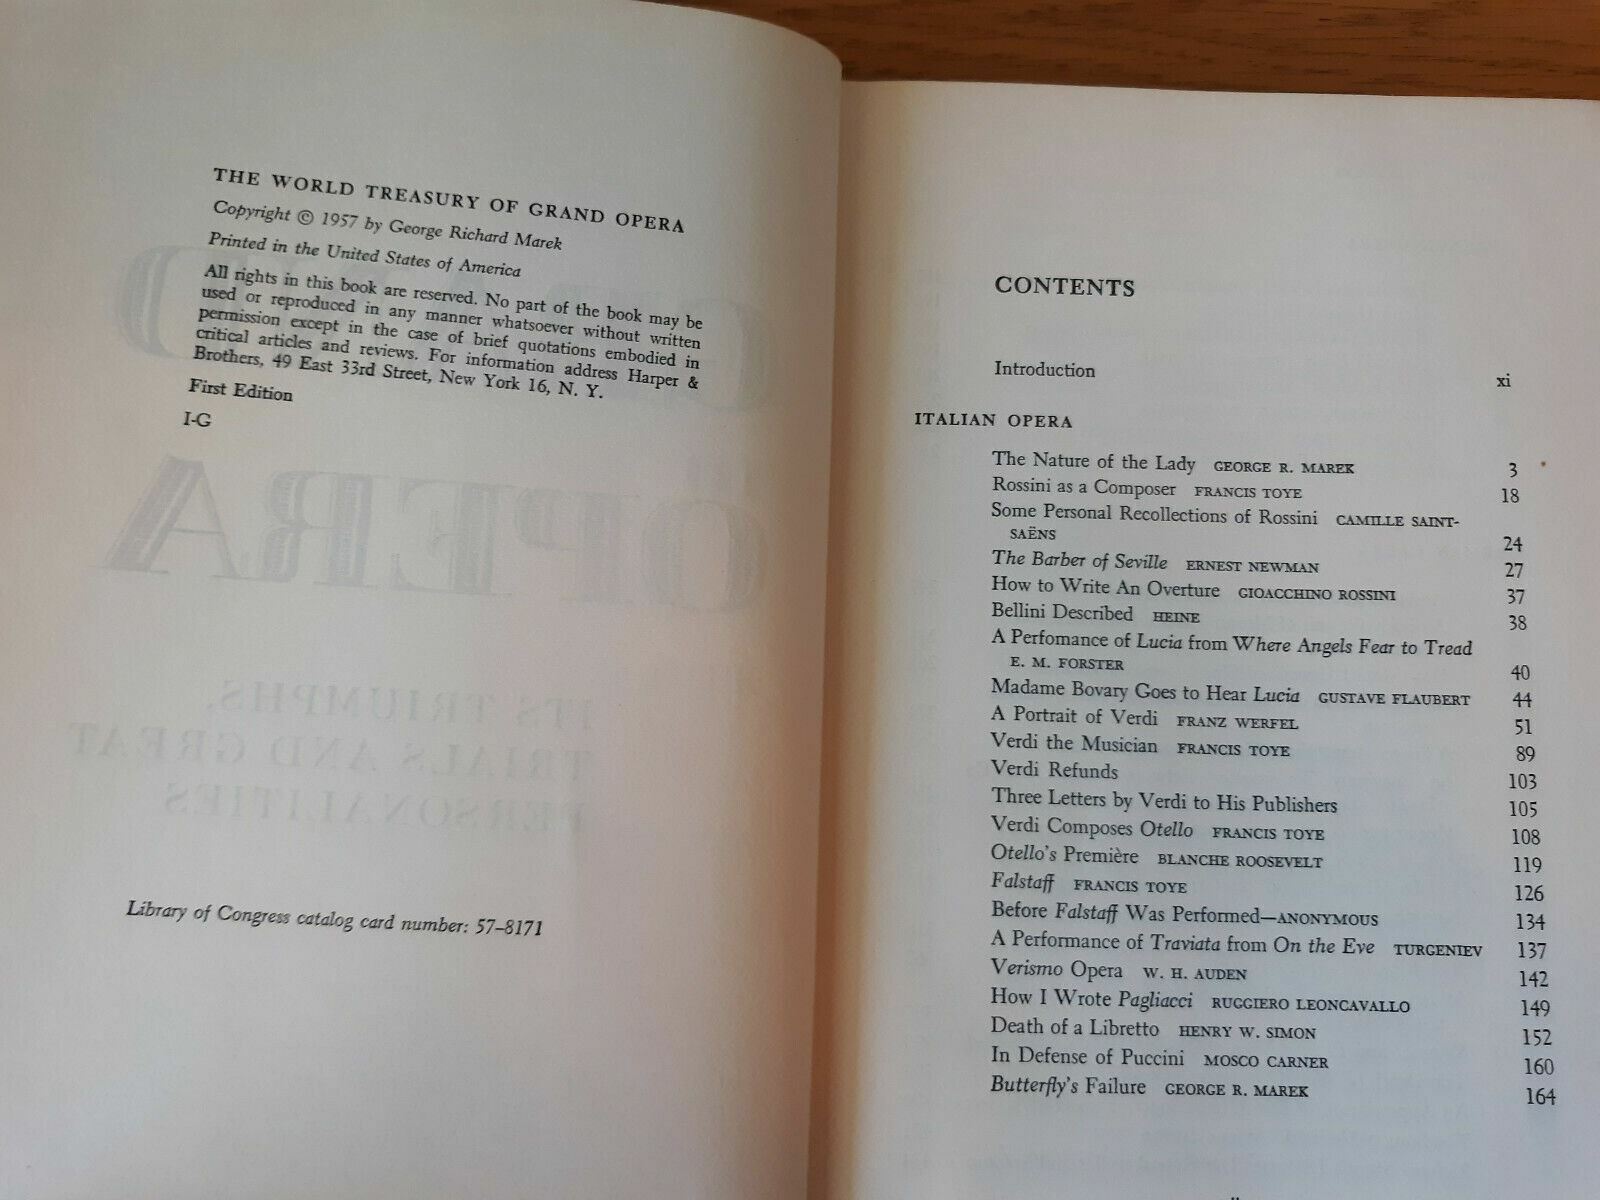 THE WORLD TREASURY OF GRAND OPERA
Copyright © 1957 by George Richard Marek
Printed in the United States of America
All rights in this book are reserved. No part of the book may be
used or reproduced in any manner whatsoever without written
permission except in the case of brief quotations embodied in
critical articles and reviews. For information address Harper &
Brothers, 49 East 33rd Street, New York 16, N. Y.
First Edition
I-G
OPERA
ITS TRIUMPHS,
TRIALS AND GREAT
PERSONALITIES
Library of Congress catalog card number: 57–8171
CONTENTS
Introduction xi
ITALIAN OPERA
The Nature of the Lady GEORGE R. MAREK 3
Rossini as a Composer FRANCIS TOYE 18
Some Personal Recollections of Rossini CAMILLE SAINT-
SAËNS 24
The Barber of Seville ERNEST NEWMAN 27
How to Write An Overture GIOACCHINO ROSSINI 37
Bellini Described HEINE 38
A Perfomance of Lucia from Where Angels Fear to Tread
E. M. FORSTER 40
Madame Bovary Goes to Hear Lucia GUSTAVE FLAUBERT 44
A Portrait of Verdi FRANZ WERFEL 51
Verdi the Musician FRANCIS TOYE 89
Verdi Refunds 103
Three Letters by Verdi to His Publishers 105
Verdi Composes Otello FRANCIS TOYE 108
Otello's Première BLANCHE ROOSEVELT 119
Falstaff FRANCIS TOYE 126
Before Falstaff Was Performed—ANONYMOUS 134
A Performance of Traviata from On the Eve TURGENIEV 137
Verismo Opera W. H. AUDEN 142
How I Wrote Pagliacci RUGGIERO LEONCAVALLO 149
Death of a Libretto HENRY W. SIMON 152
In Defense of Puccini MOSCO CARNER 160
Butterfly's Failure GEORGE R. MAREK 164